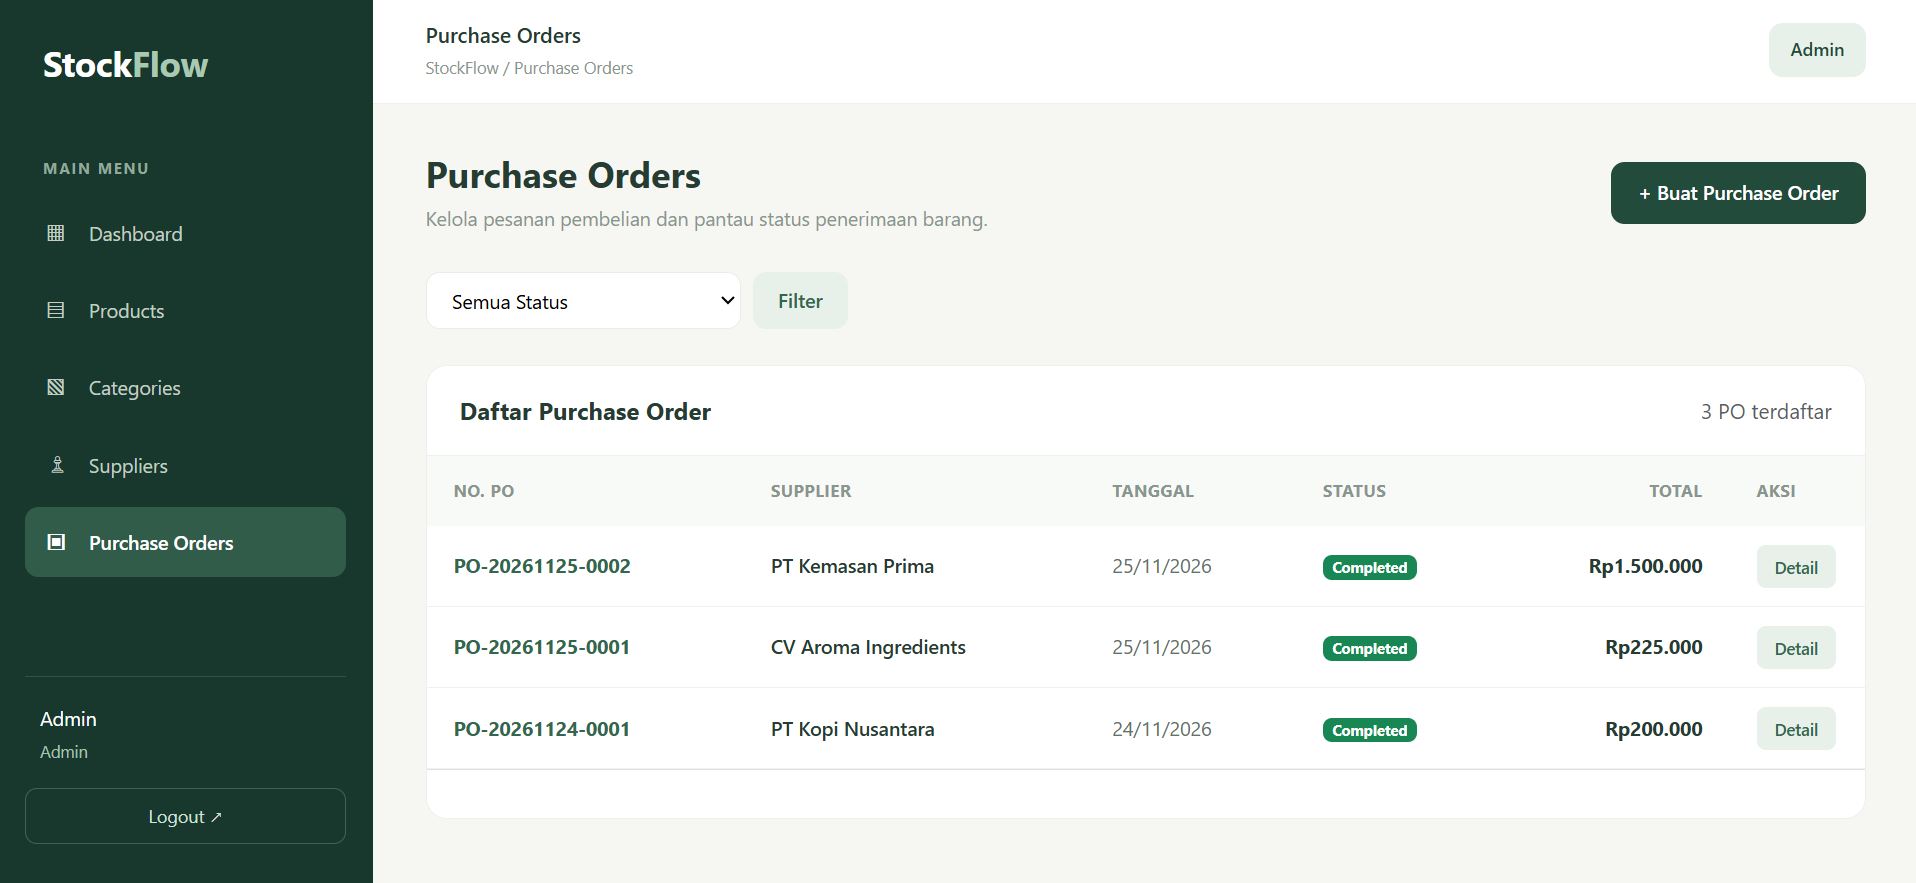 StockFlow
MAIN MENU
Dashboard
Products
Categories
Suppliers
Purchase Orders
Admin
Admin
Logout ↗
Purchase Orders
StockFlow / Purchase Orders
Admin
Purchase Orders
Kelola pesanan pembelian dan pantau status penerimaan barang.
+ Buat Purchase Order
Semua Status
Filter
Daftar Purchase Order
3 PO terdaftar
NO. PO SUPPLIER TANGGAL STATUS TOTAL AKSI
PO-20261125-0002 PT Kemasan Prima 25/11/2026 Completed Rp1.500.000 Detail
PO-20261125-0001 CV Aroma Ingredients 25/11/2026 Completed Rp225.000 Detail
PO-20261124-0001 PT Kopi Nusantara 24/11/2026 Completed Rp200.000 Detail